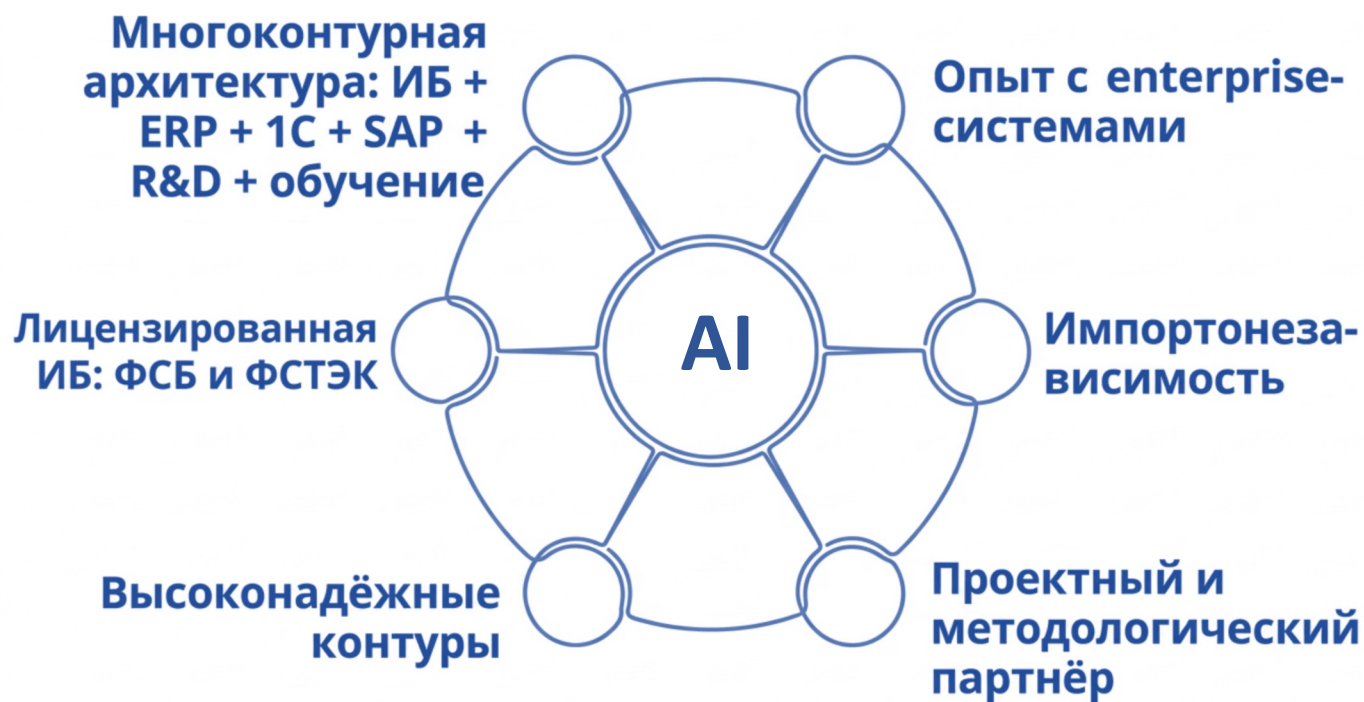 Многоконтурная
архитектура: ИБ +
ERP + 1С + SAP +
R&D + обучение
Опыт с enterprise-
системами
Лицензированная
ИБ: ФСБ и ФСТЭК
AI
Импортонеза-
висимость
Высоконадёжные
контуры
Проектный и
методологический
партнёр